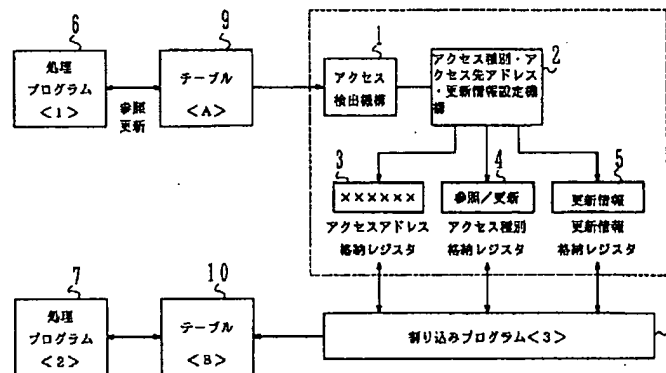 6
処理
プログラム
<1>
参照
更新
9
テーブル
<A>
1
アクセス
検出機構
2
アクセス種別・アク
セス先アドレス
・更新情報設定機
構
3
××××××
アクセスアドレス
格納レジスタ
4
参照／更新
アクセス種別
格納レジスタ
5
更新情報
更新情報
格納レジスタ
7
処理
プログラム
<2>
10
テーブル
<B>
割り込みプログラム<3>